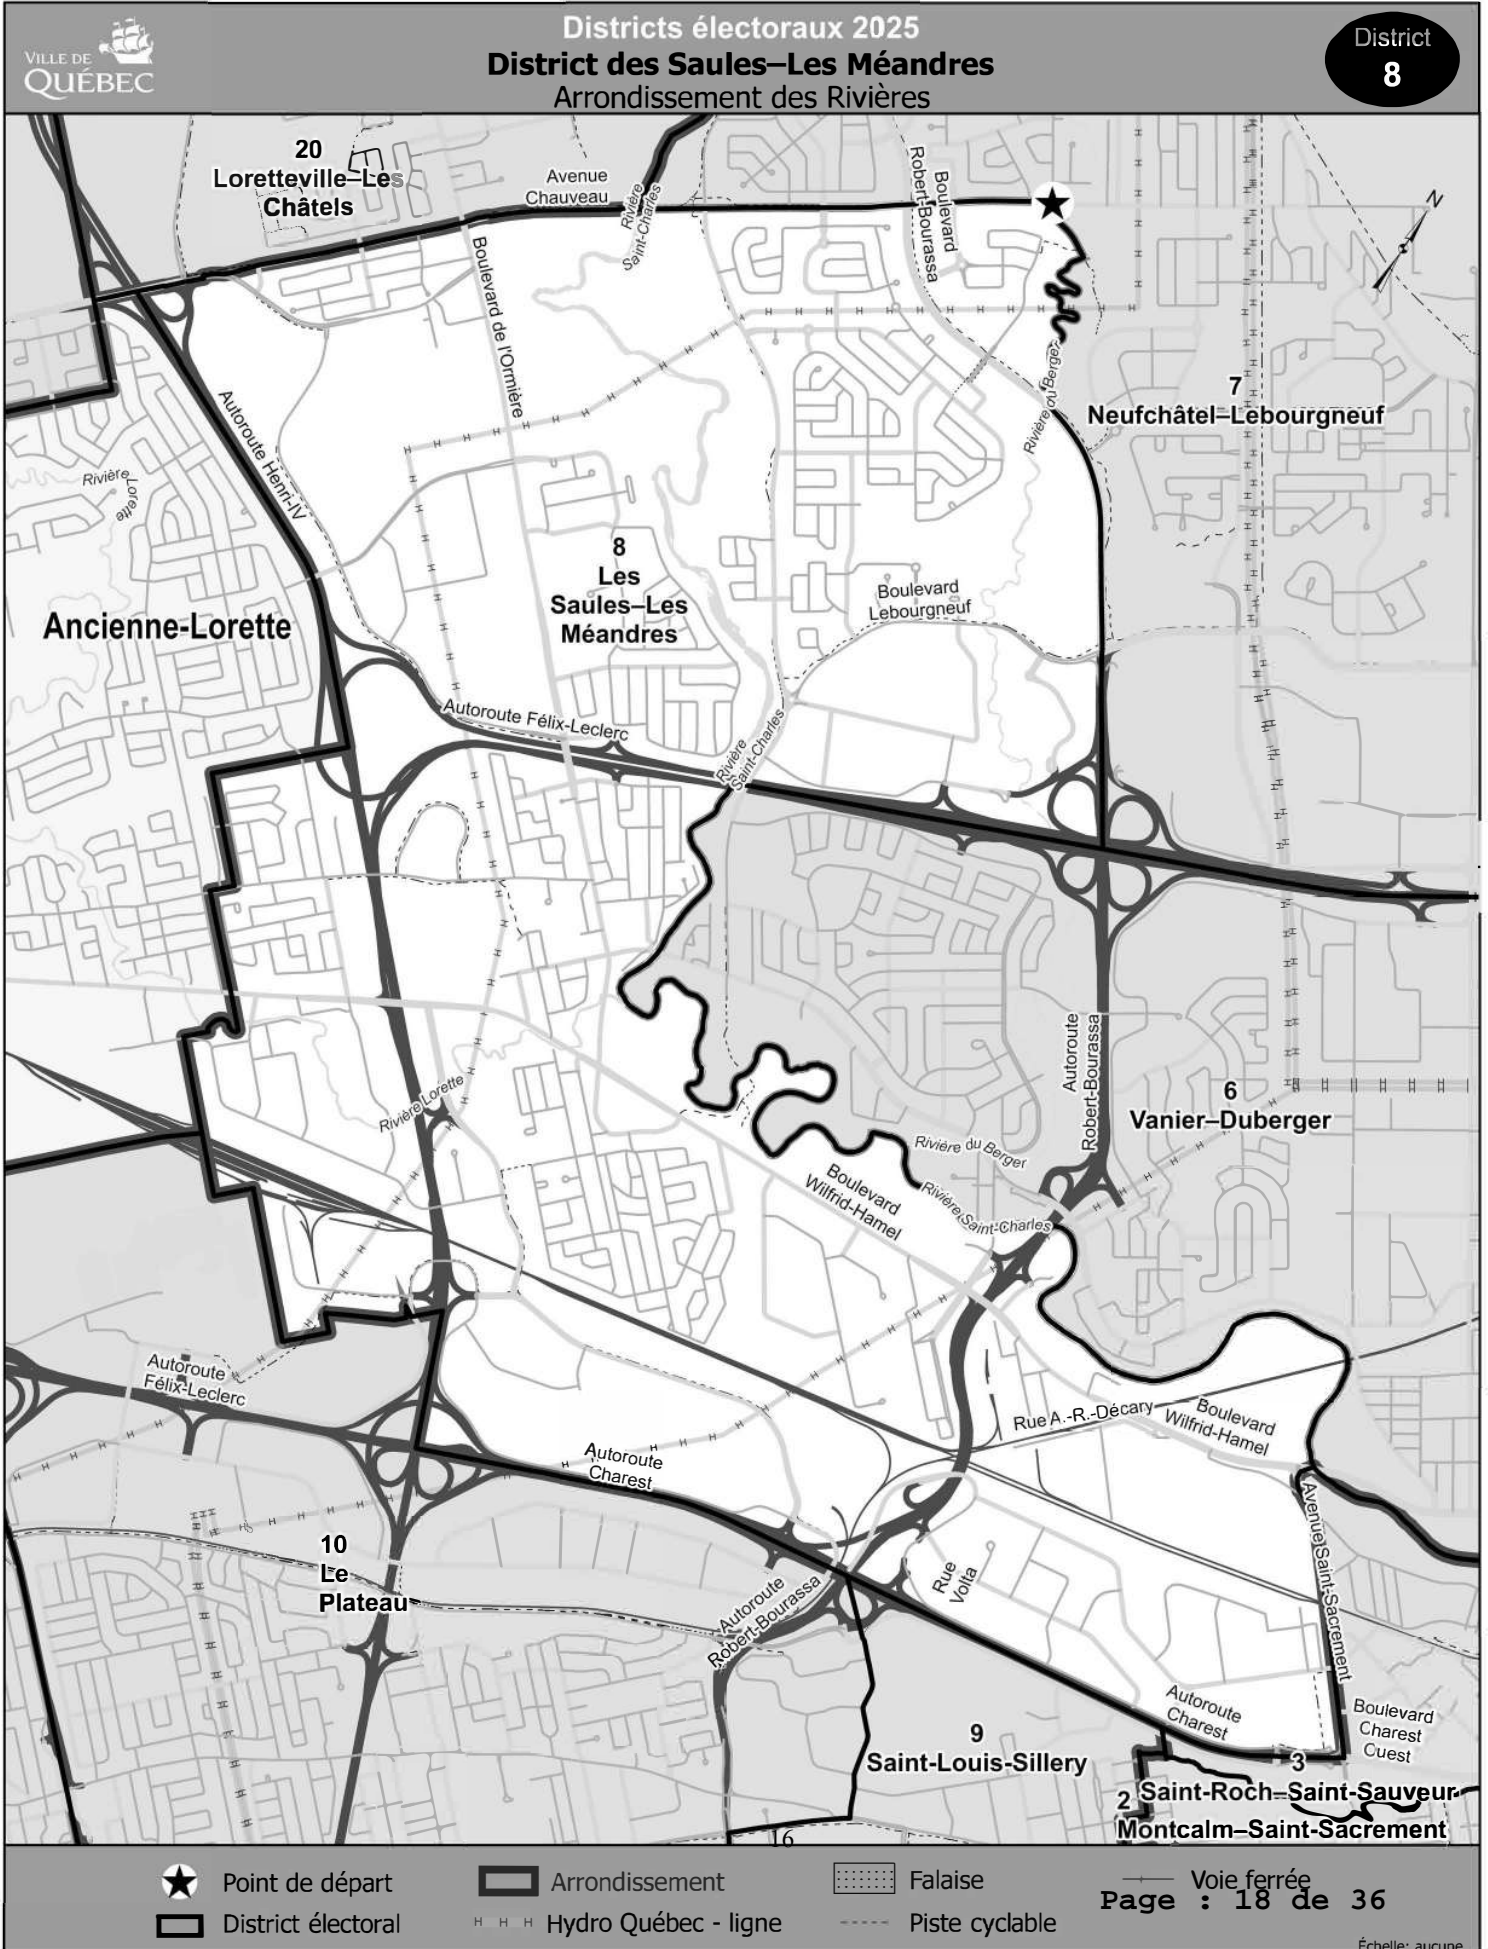 VILLE DE
QUÉBEC
Districts électoraux 2025
District des Saules–Les Méandres
Arrondissement des Rivières
District
8
20
Loretteville–Les
Châtels
Avenue
Chauveau
Rivière
Saint-Charles
Boulevard
Robert-Bourassa
N
Boulevard de l'Ormière
Autoroute Henri-IV
Rivière du Berger
7
Neufchâtel–Lebourgneuf
Rivière
Lorette
8
Les
Saules–Les
Méandres
Boulevard
Lebourgneuf
Ancienne-Lorette
Autoroute Félix-Leclerc
Rivière
Saint-Charles
Autoroute
Robert-Bourassa
6
Vanier–Duberger
Rivière Lorette
Rivière du Berger
Boulevard
Wilfrid-Hamel
Rivière Saint-Charles
Autoroute
Félix-Leclerc
Rue A.-R.-Décary
Boulevard
Wilfrid-Hamel
Autoroute
Charest
Avenue Saint-Sacrement
10
Le
Plateau
Rue
Volta
Autoroute
Robert-Bourassa
Autoroute
Charest
Boulevard
Charest
Ouest
9
Saint-Louis-Sillery
3
Saint-Roch–Saint-Sauveur
2
Montcalm–Saint-Sacrement
16
Point de départ
Arrondissement
Falaise
Voie ferrée
Page : 18 de 36
District électoral
H H H Hydro Québec - ligne
Piste cyclable
Échelle: aucune